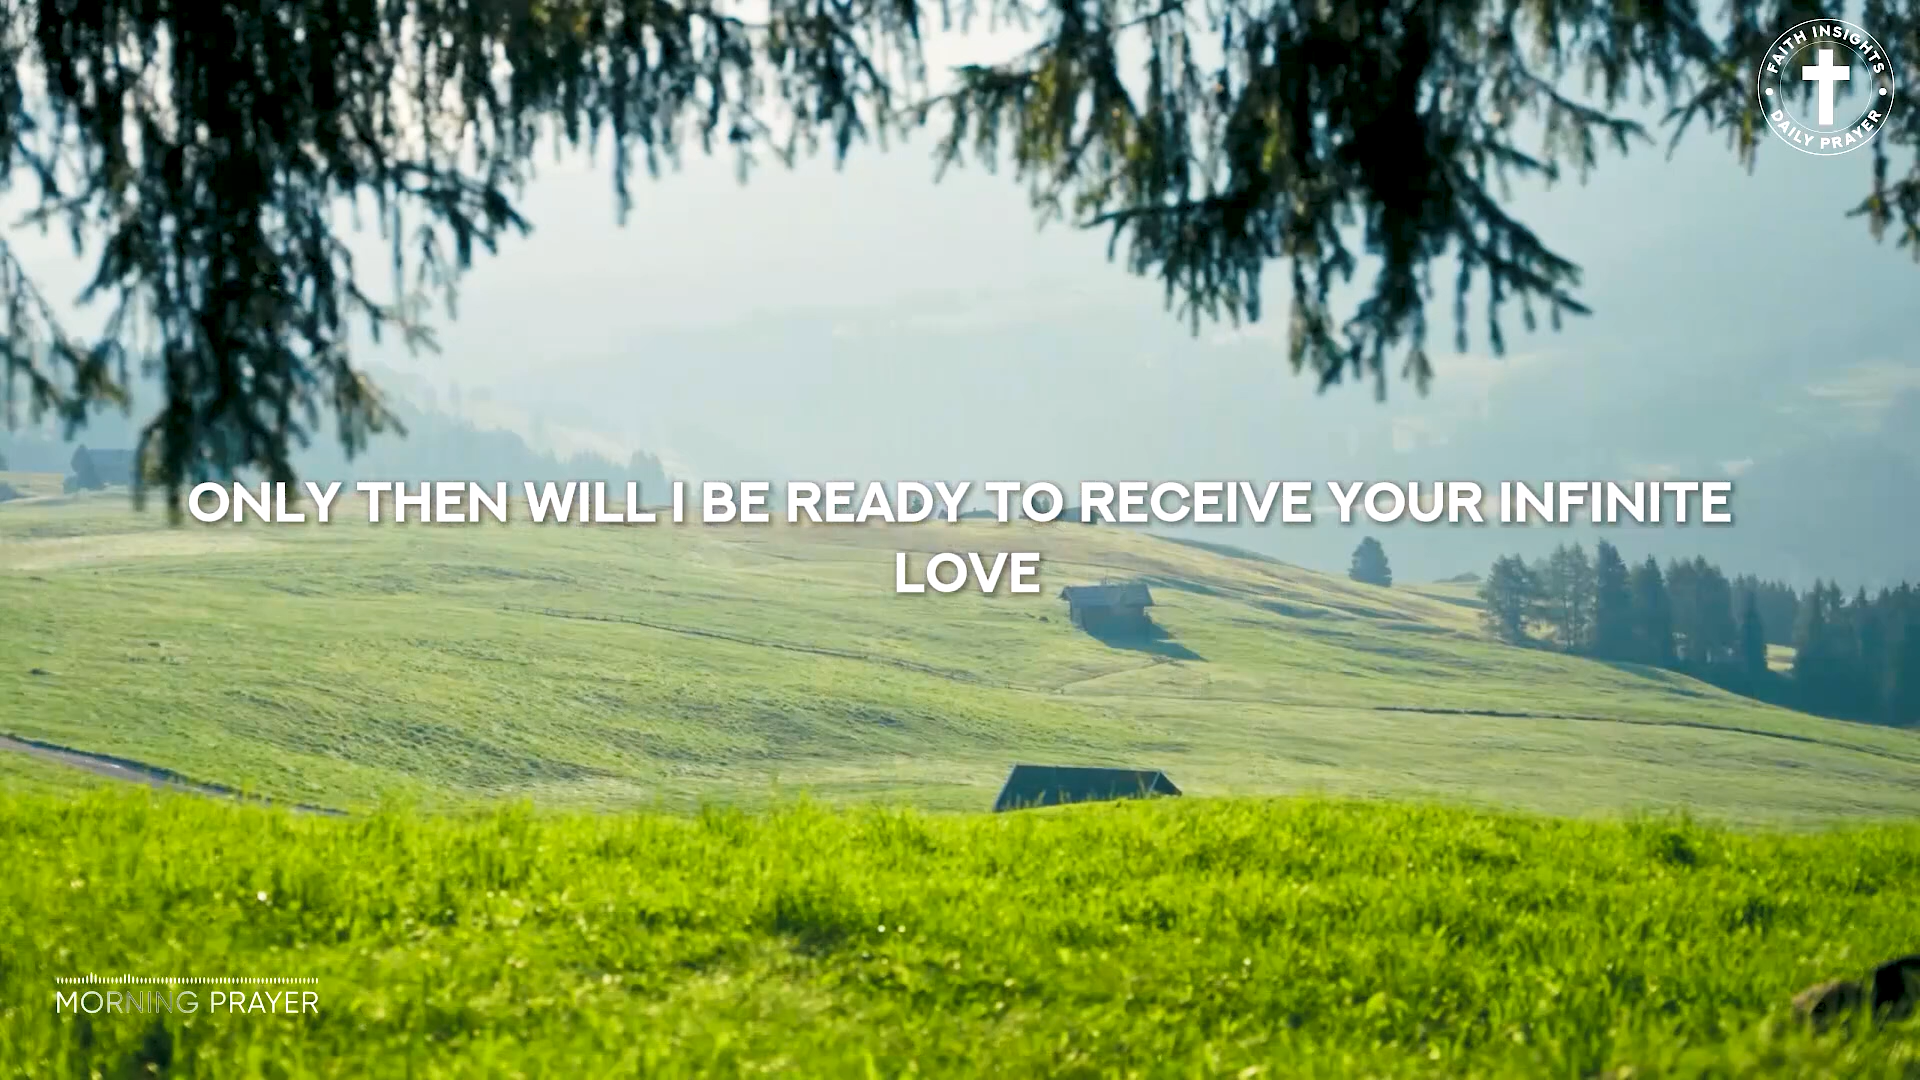 FAITH INSIGHTS
DAILY PRAYER
ONLY THEN WILL I BE READY TO RECEIVE YOUR INFINITE
LOVE
MORNING PRAYER